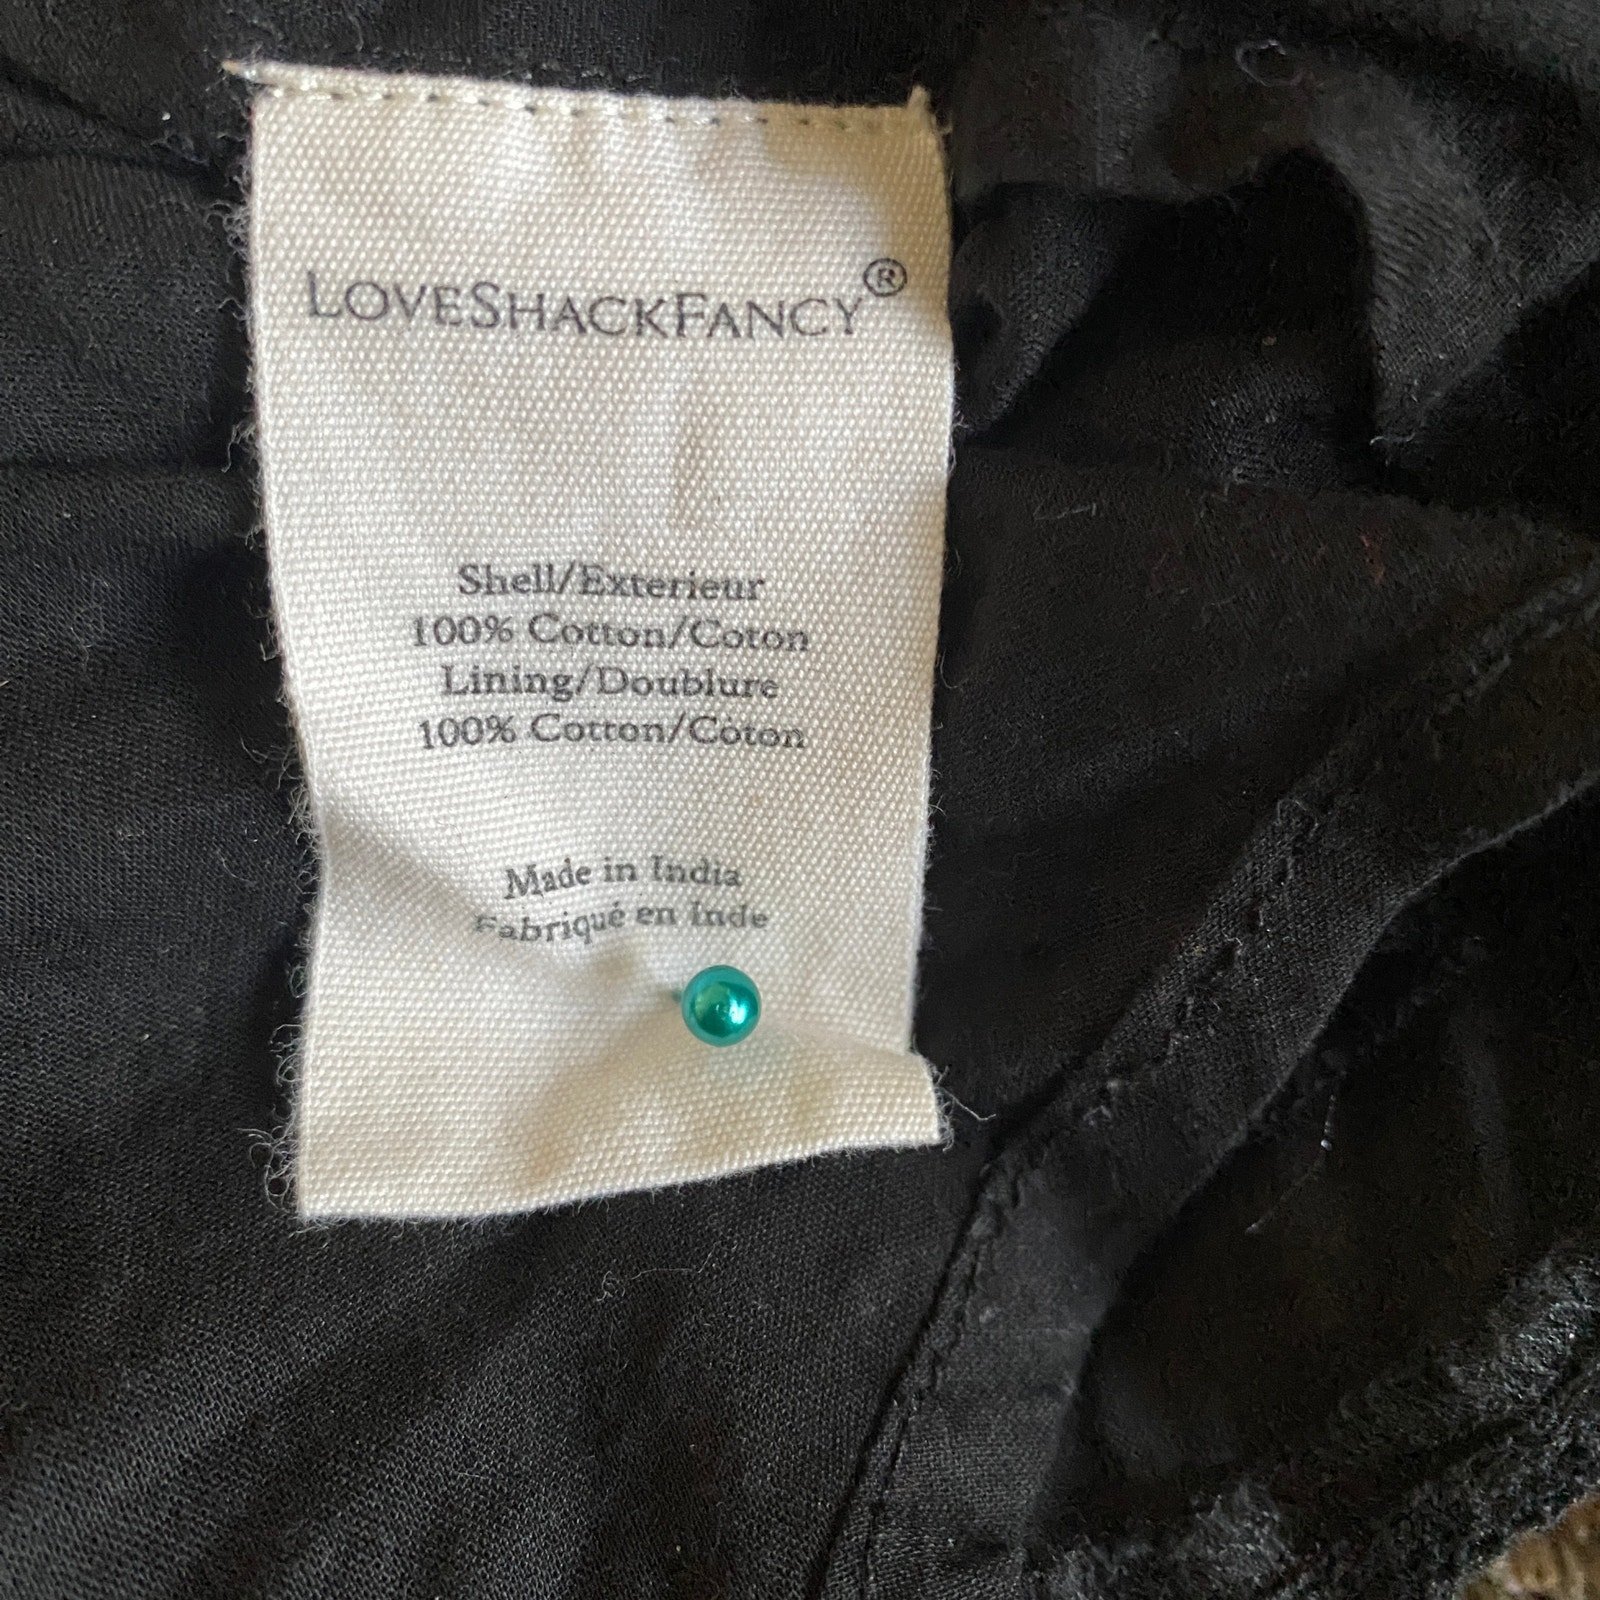 LOVESHACKFANCY®
Shell/Exterieur
100% Cotton/Coton
Lining/Doublure
100% Cotton/Coton
Made in India
Fabriqué en Inde